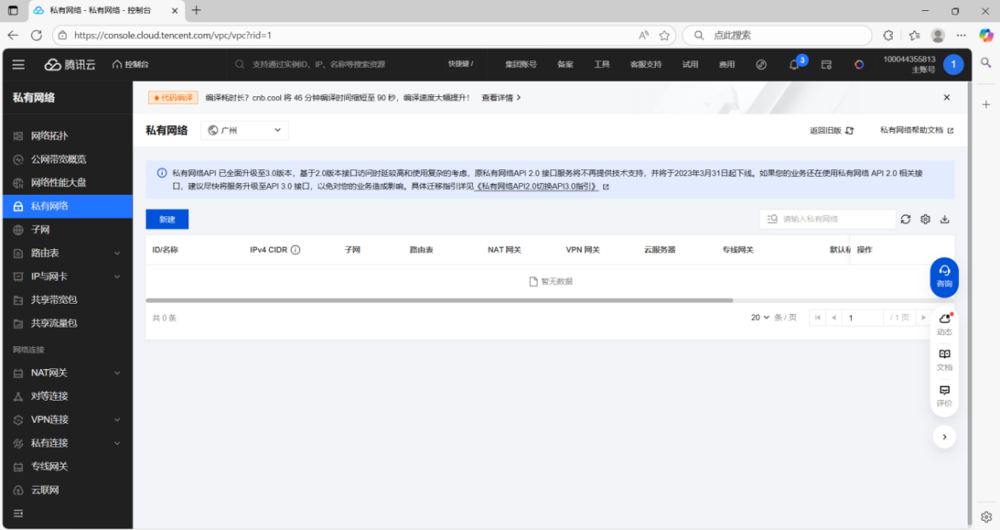 私有网络 - 私有网络 - 控制台
https://console.cloud.tencent.com/vpc/vpc?rid=1
点此搜索
腾讯云 控制台 支持通过实例ID、IP、名称等搜索资源 快捷键 / 集团账号 备案 工具 客服支持 试用 费用 3 100044355813 主账号 1
私有网络
网络拓扑
公网带宽概览
网络性能大盘
私有网络
子网
路由表
IP与网卡
共享带宽包
共享流量包
网络连接
NAT网关
对等连接
VPN连接
私有连接
专线网关
云联网
代码编译 编译耗时长？cnb.cool 将 46 分钟编译时间缩短至 90 秒，编译速度大幅提升！ 查看详情
私有网络 广州 返回旧版 私有网络帮助文档
私有网络API 已全面升级至3.0版本，基于2.0版本接口访问时延较高和使用复杂的考虑，原私有网络API 2.0 接口服务将不再提供技术支持，并将于2023年3月31日起下线。如果您的业务还在使用私有网络 API 2.0 相关接
口，建议尽快将服务升级至API 3.0 接口，以免对您的业务造成影响。具体迁移指引详见《私有网络API2.0切换API3.0指引》
新建 请输入私有网络
ID/名称 IPv4 CIDR 子网 路由表 NAT 网关 VPN 网关 云服务器 专线网关 默认私 操作
暂无数据
共 0 条 20 条 / 页 1 / 1 页
咨询
动态
文档
评价